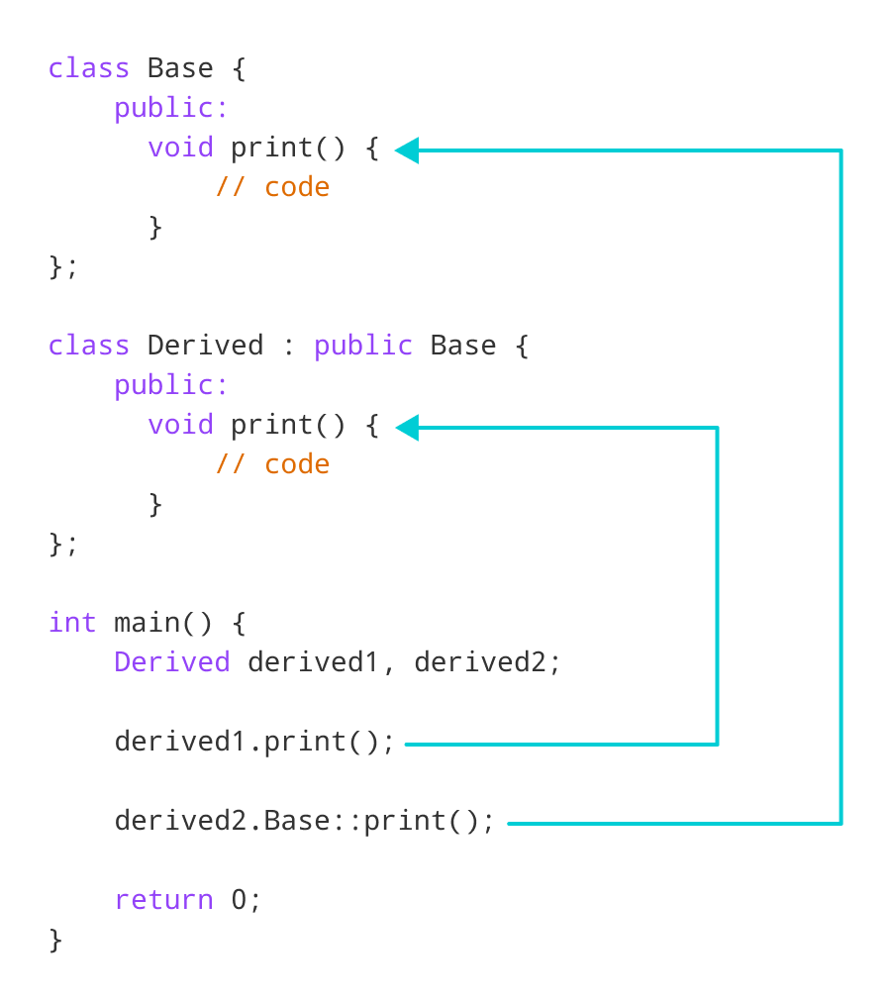 class Base {
    public:
      void print() {
          // code
      }
};

class Derived : public Base {
    public:
      void print() {
          // code
      }
};

int main() {
    Derived derived1, derived2;

    derived1.print();

    derived2.Base::print();

    return 0;
}